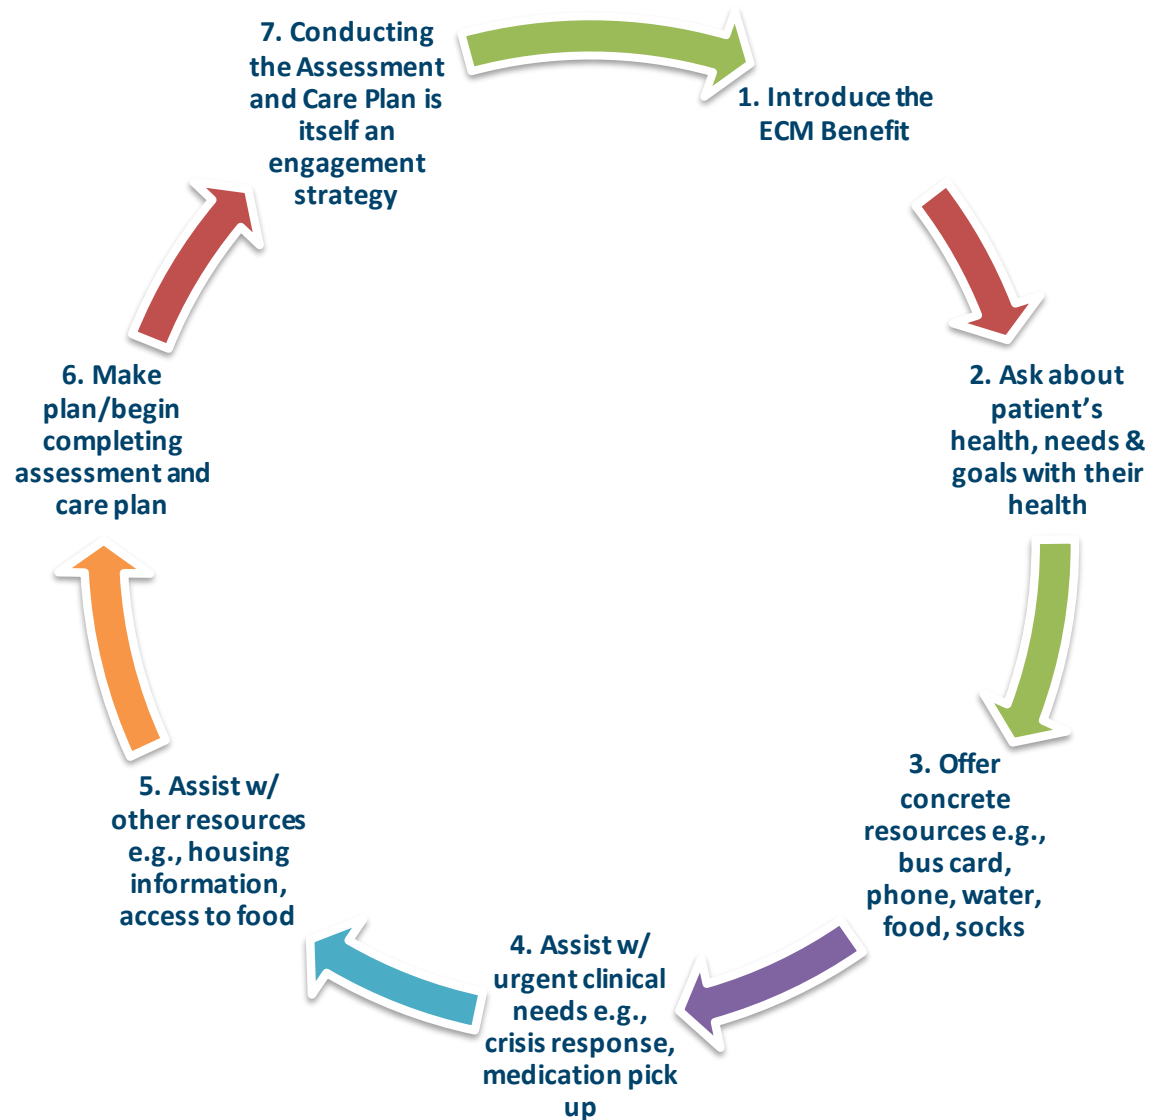 1. Introduce the
ECM Benefit
2. Ask about
patient’s
health, needs &
goals with their
health
3. Offer
concrete
resources e.g.,
bus card,
phone, water,
food, socks
4. Assist w/
urgent clinical
needs e.g.,
crisis response,
medication pick
up
5. Assist w/
other resources
e.g., housing
information,
access to food
6. Make
plan/begin
completing
assessment and
care plan
7. Conducting
the Assessment
and Care Plan is
itself an
engagement
strategy